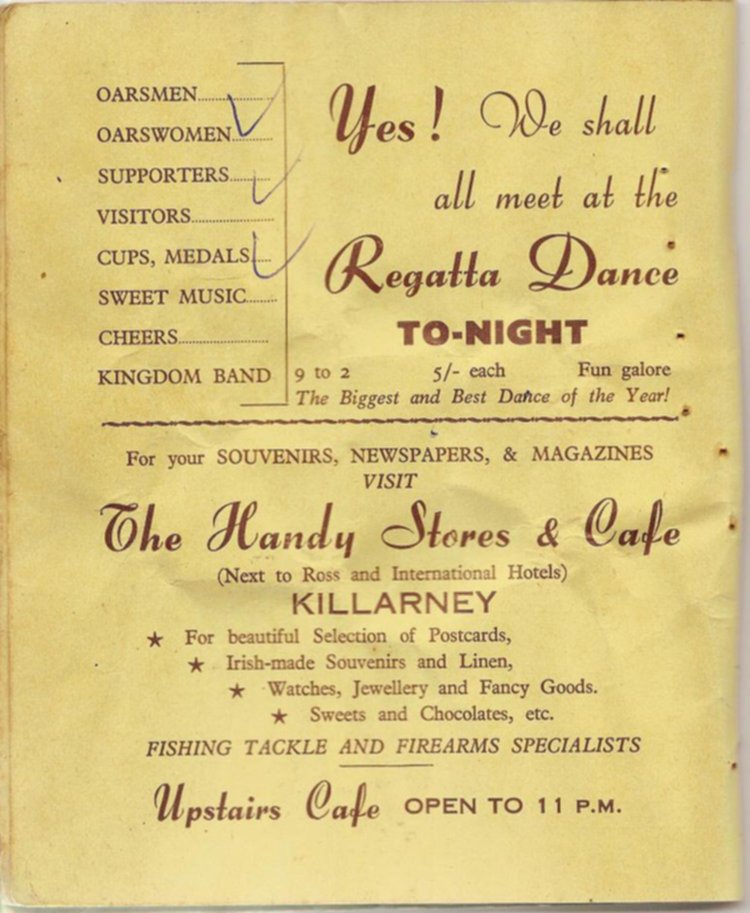 OARSMEN
OARSWOMEN
SUPPORTERS
VISITORS
CUPS, MEDALS
SWEET MUSIC
CHEERS
KINGDOM BAND
Yes! We shall
all meet at the
Regatta Dance
TO-NIGHT
9 to 2 5/- each Fun galore
The Biggest and Best Dance of the Year!
For your SOUVENIRS, NEWSPAPERS, & MAGAZINES
VISIT
The Handy Stores & Cafe
(Next to Ross and International Hotels)
KILLARNEY
★ For beautiful Selection of Postcards,
★ Irish-made Souvenirs and Linen,
★ Watches, Jewellery and Fancy Goods.
★ Sweets and Chocolates, etc.
FISHING TACKLE AND FIREARMS SPECIALISTS
Upstairs Cafe OPEN TO 11 P.M.